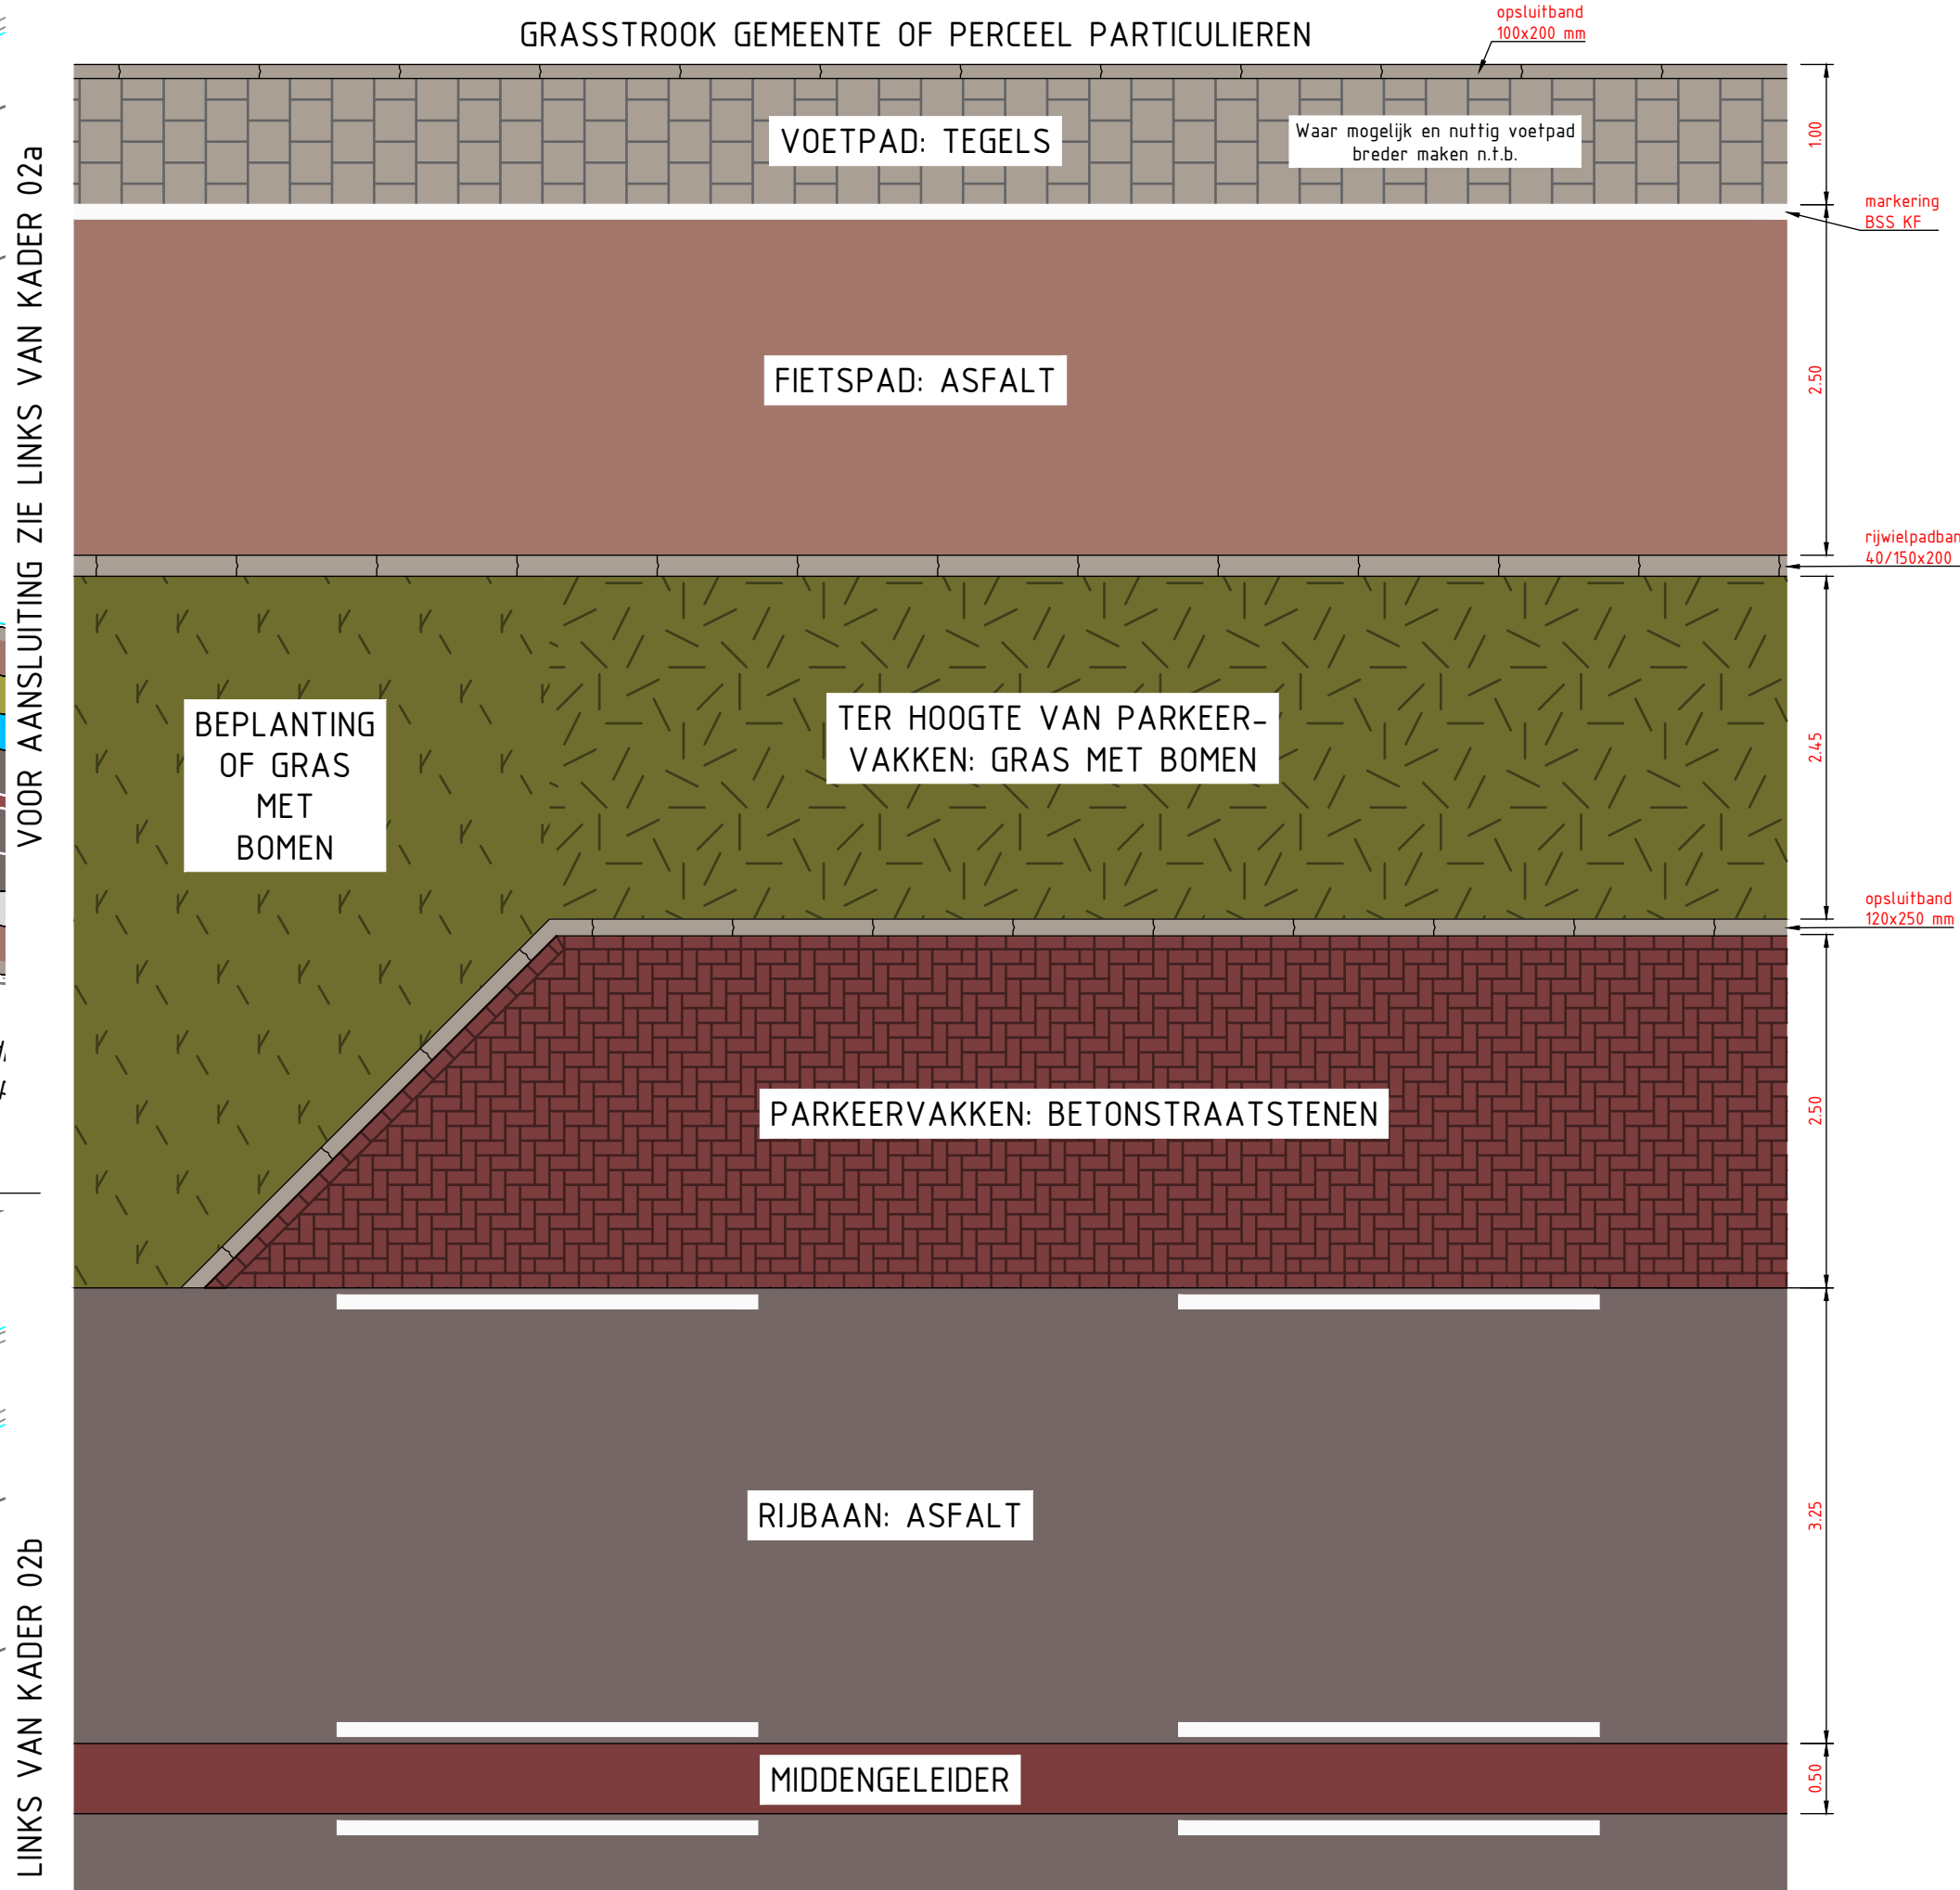 GRASSTROOK GEMEENTE OF PERCEEL PARTICULIEREN
opsluitband
100x200 mm
VOETPAD: TEGELS
Waar mogelijk en nuttig voetpad
breder maken n.t.b.
1.00
markering
BSS KF
FIETSPAD: ASFALT
2.50
rijwielpadban
40/150x200
VOOR AANSLUITING ZIE LINKS VAN KADER 02a
BEPLANTING
OF GRAS
MET
BOMEN
TER HOOGTE VAN PARKEER-
VAKKEN: GRAS MET BOMEN
2.45
opsluitband
120x250 mm
PARKEERVAKKEN: BETONSTRAATSTENEN
2.50
RIJBAAN: ASFALT
3.25
LINKS VAN KADER 02b
MIDDENGELEIDER
0.50